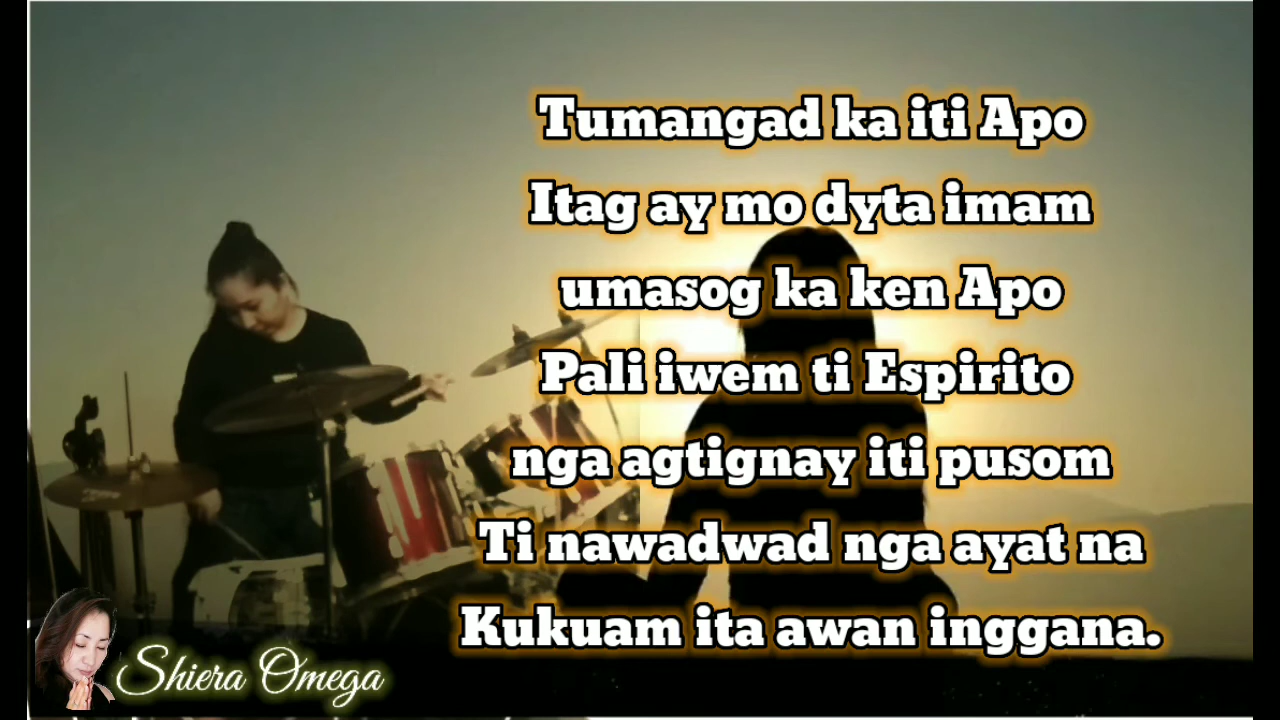 Tumangad ka iti Apo
Itag ay mo dyta imam
umasog ka ken Apo
Pali iwem ti Espirito
nga agtignay iti pusom
Ti nawadwad nga ayat na
Kukuam ita awan inggana.
Shiera Omega